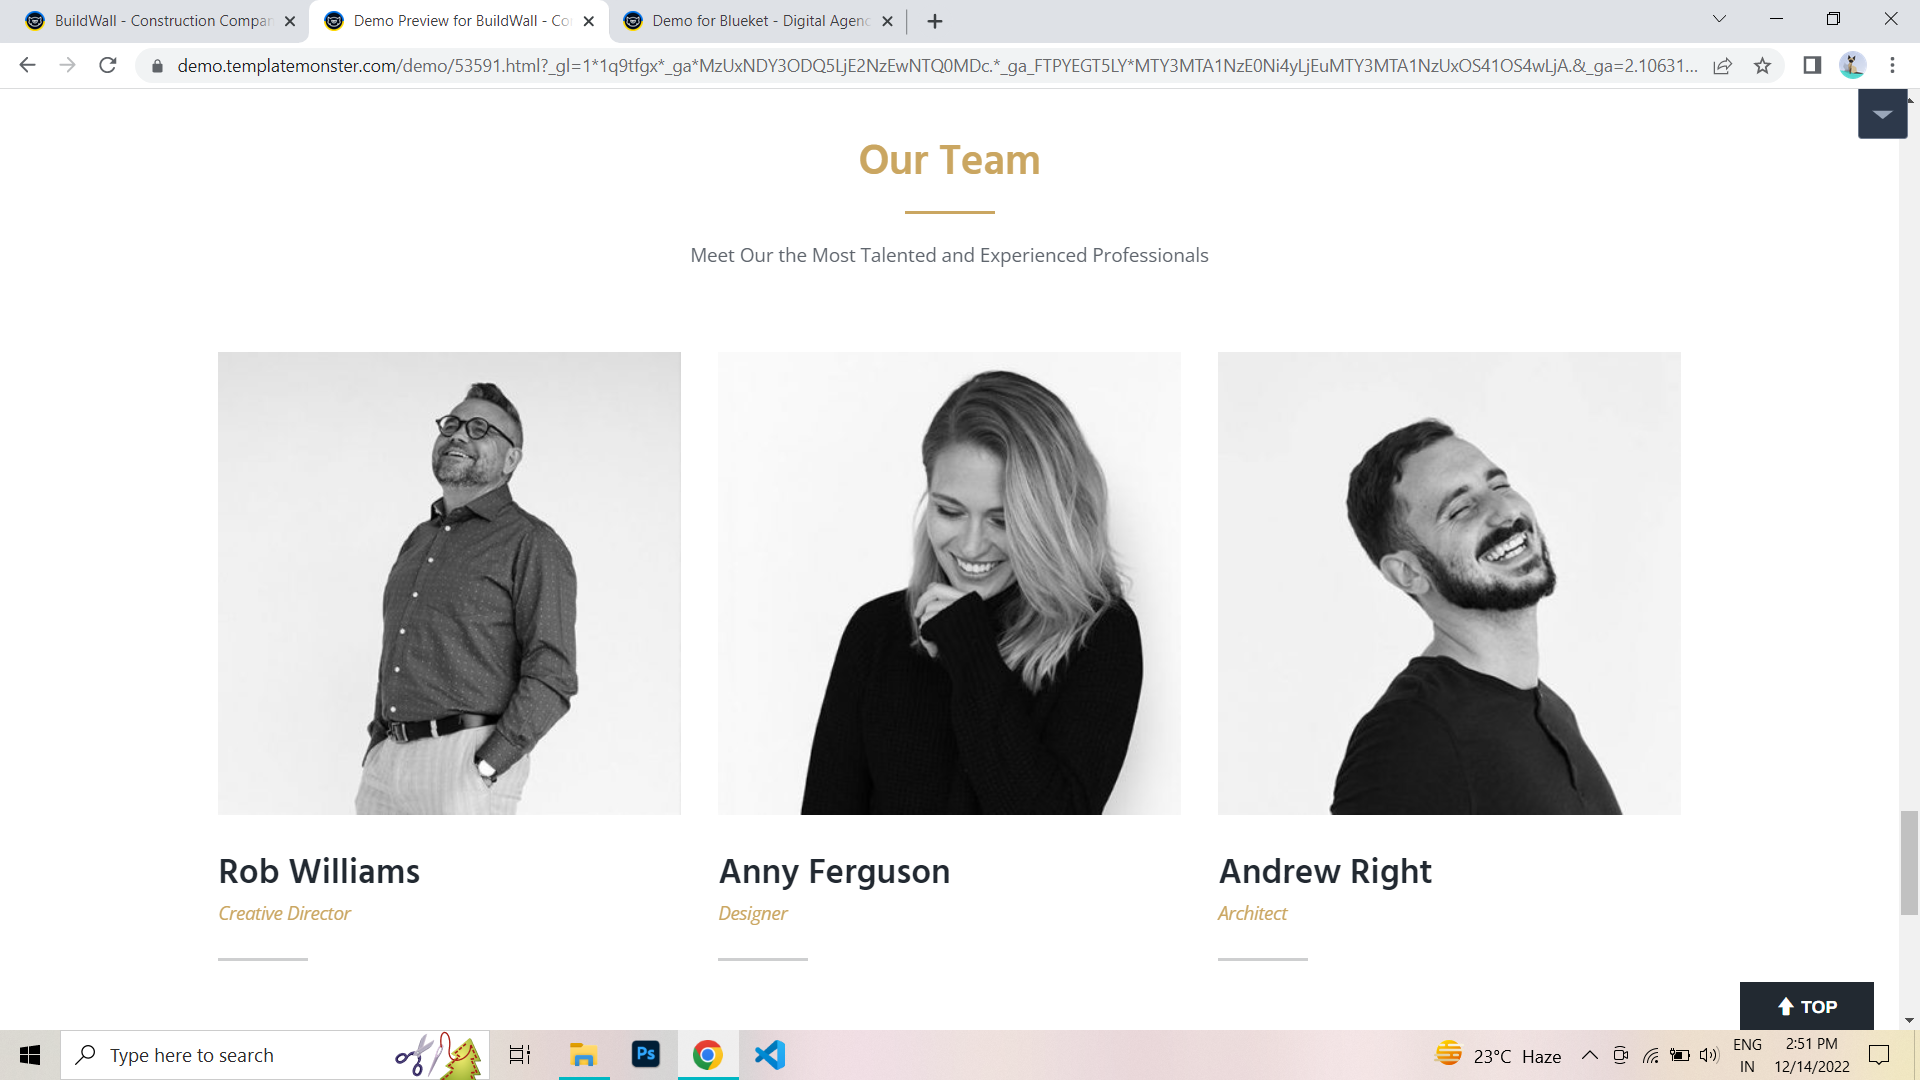 BuildWall - Construction Compan
Demo Preview for BuildWall - Co
Demo for Blueket - Digital Agenc
demo.templatemonster.com/demo/53591.html?_gl=1*1q9tfgx*_ga*MzUxNDY3ODQ5LjE2NzEwNTQ0MDc.*_ga_FTPYEGT5LY*MTY3MTA1NzE0Ni4yLjEuMTY3MTA1NzUxOS41OS4wLjA.&_ga=2.10631...
Our Team
Meet Our the Most Talented and Experienced Professionals
Rob Williams
Creative Director
Anny Ferguson
Designer
Andrew Right
Architect
TOP
Type here to search
Ps
23°C Haze
ENG
IN
2:51 PM
12/14/2022